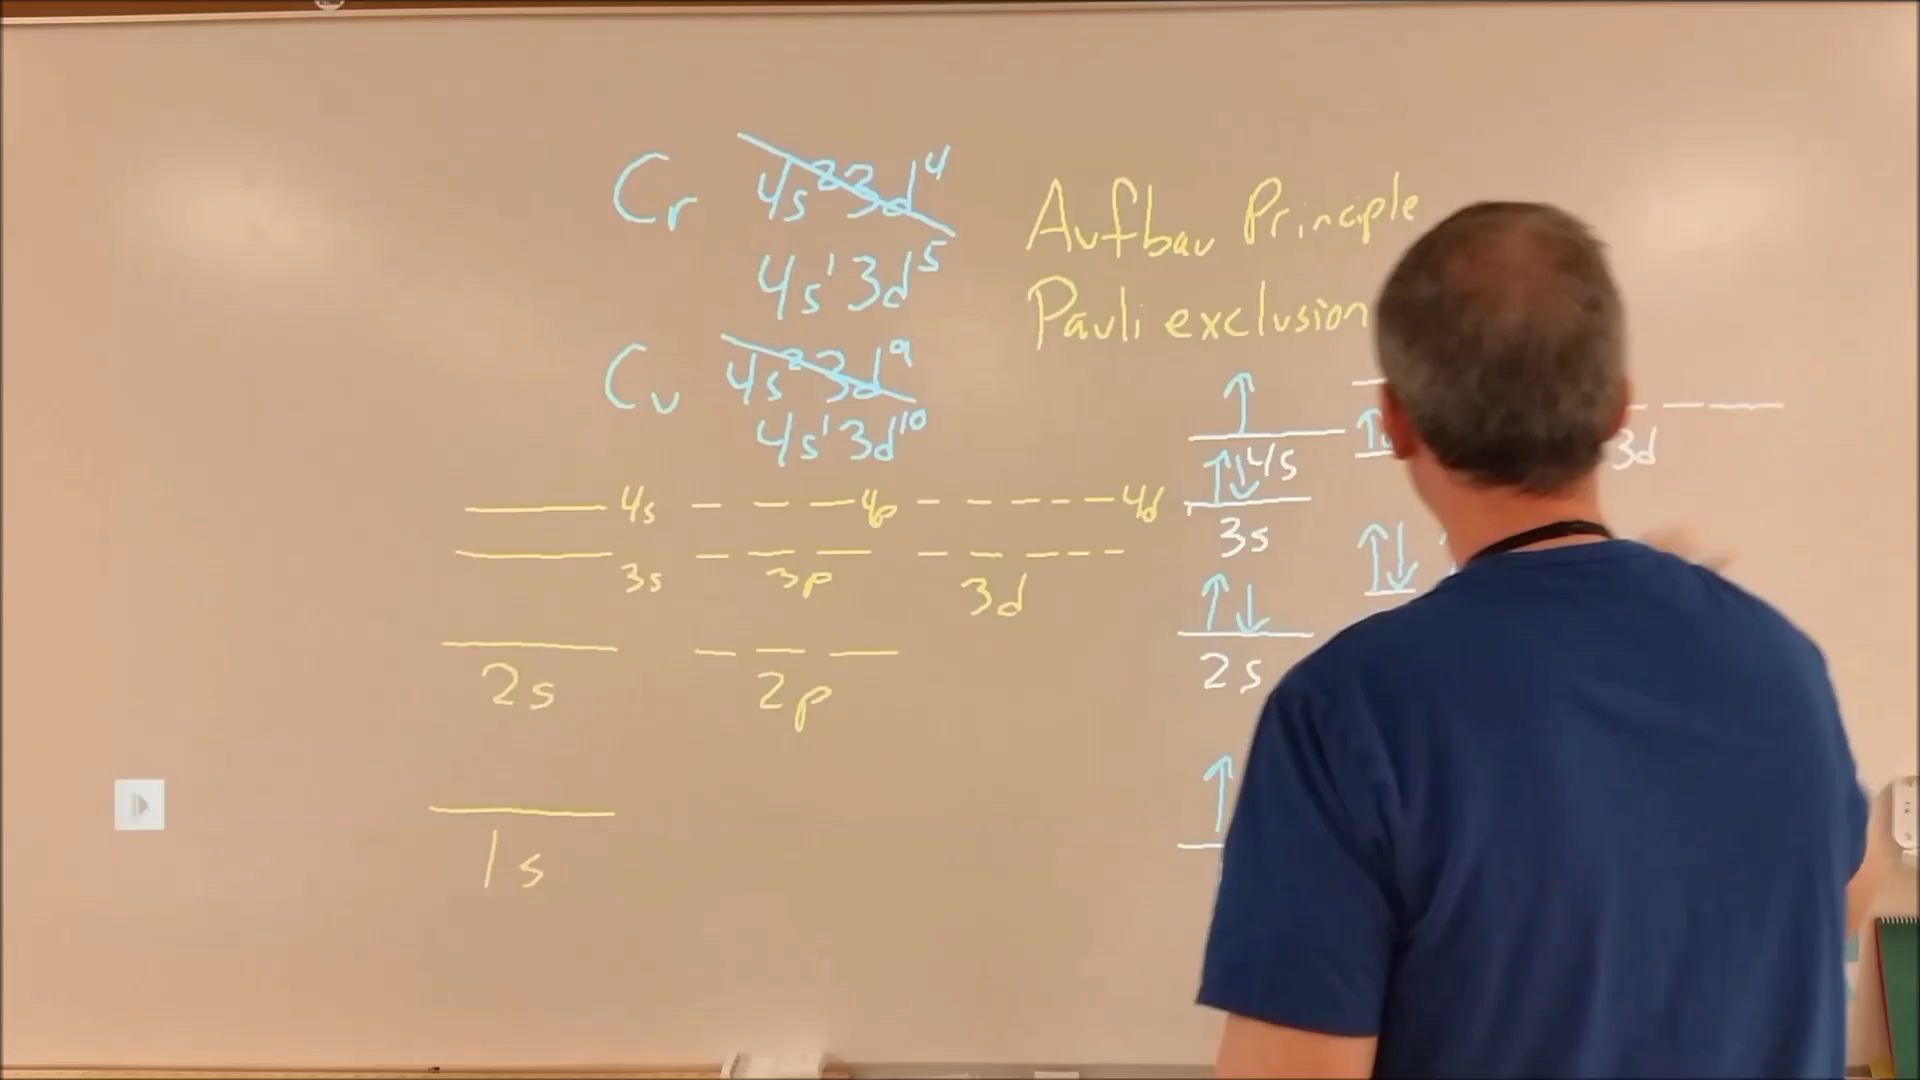 Cr 4s²3d⁴
4s¹3d⁵
Cu 4s²3d⁹
4s¹3d¹⁰
Aufbau Principle
Pauli exclusion
4s 4p 4d
3s 3p 3d
2s 2p
1s
4s 3d
3s
2s